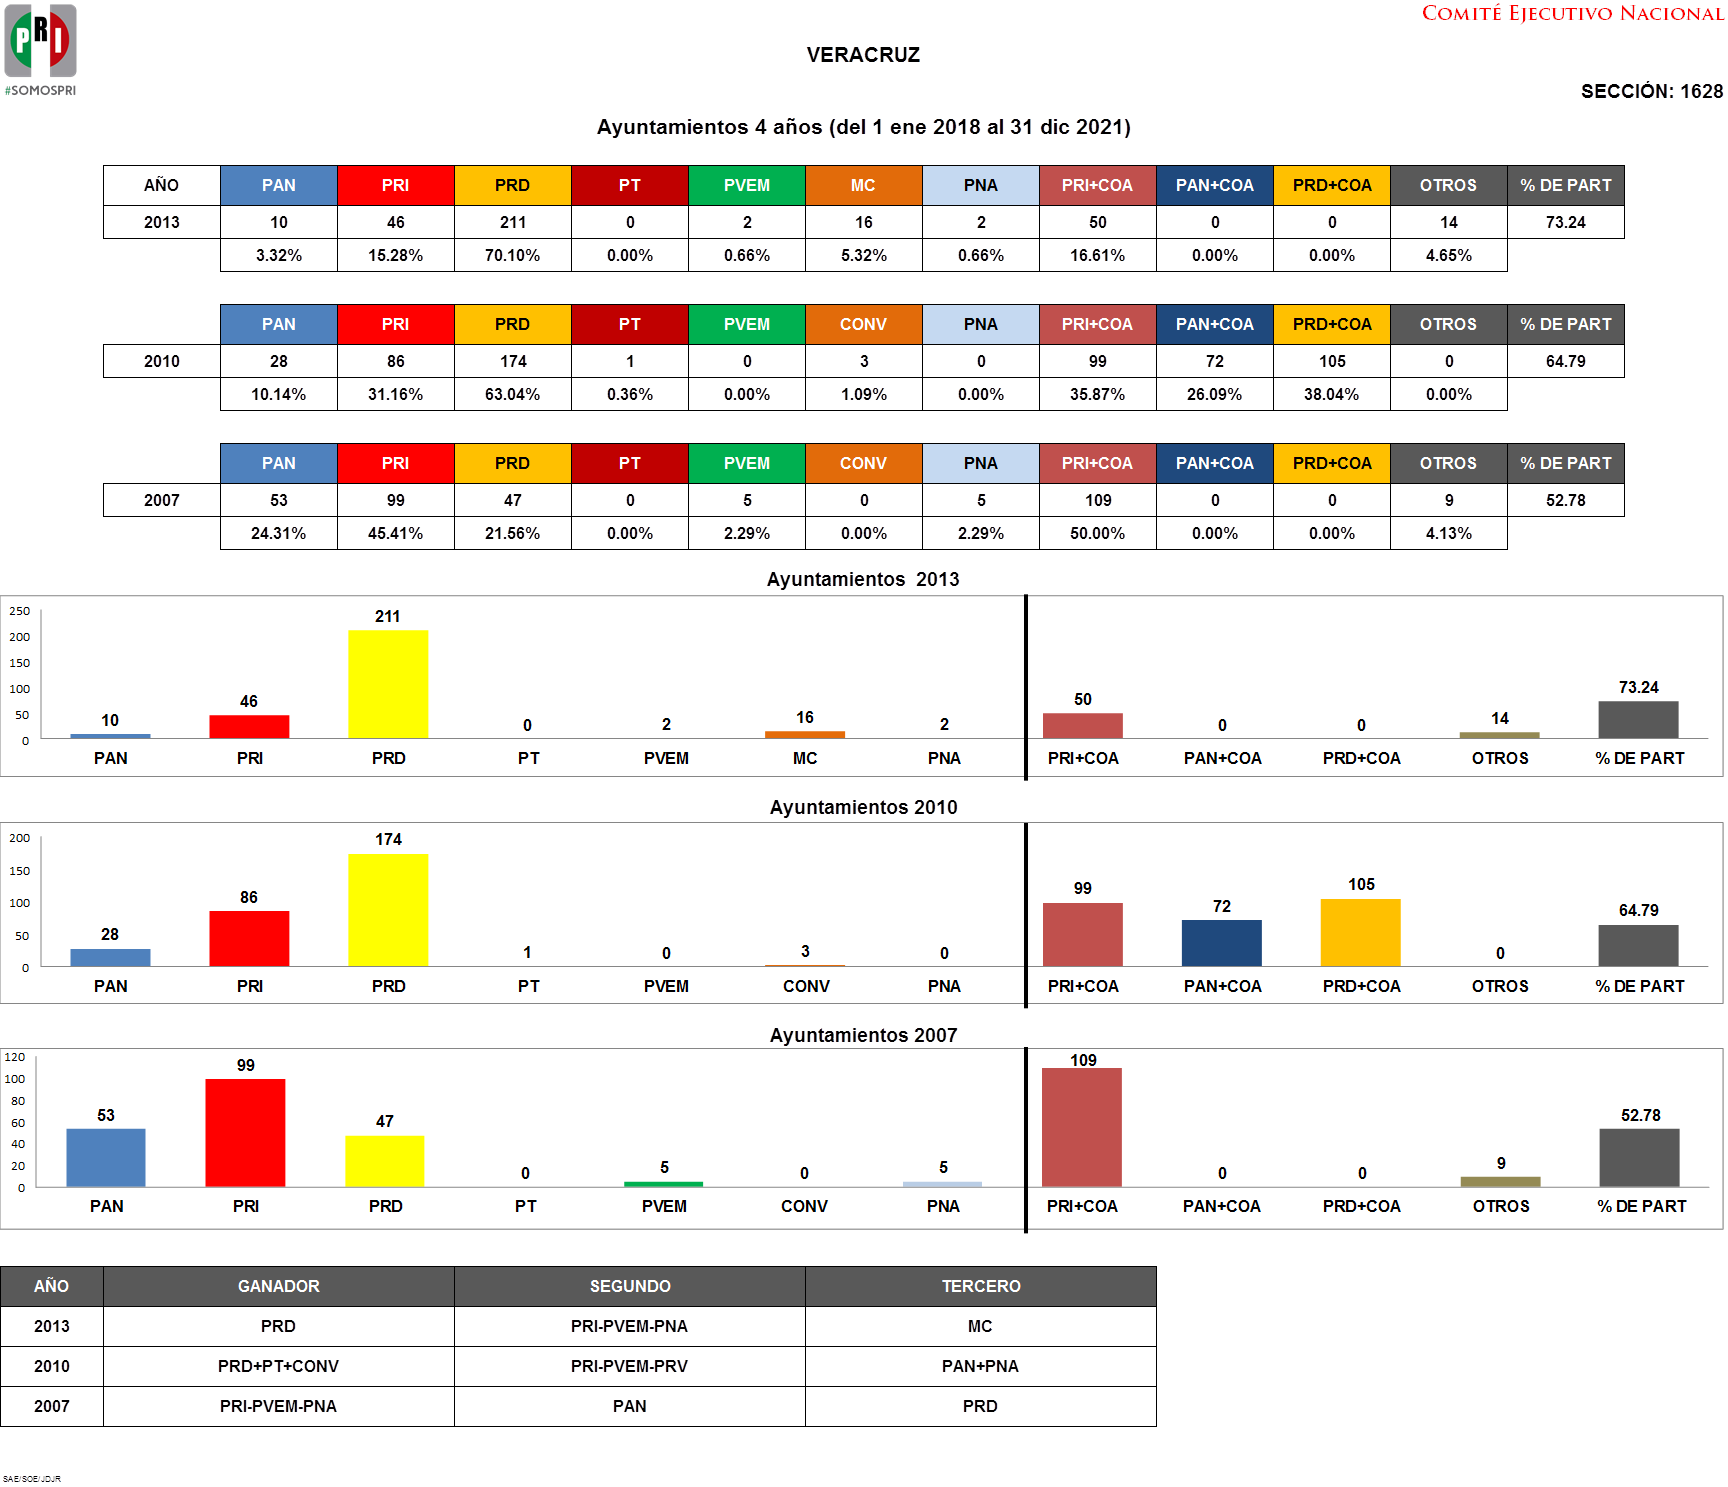 PRI
#SOMOSPRI
COMITÉ EJECUTIVO NACIONAL
VERACRUZ
SECCIÓN: 1628
Ayuntamientos 4 años (del 1 ene 2018 al 31 dic 2021)
AÑO PAN PRI PRD PT PVEM MC PNA PRI+COA PAN+COA PRD+COA OTROS % DE PART
2013 10 46 211 0 2 16 2 50 0 0 14 73.24
3.32% 15.28% 70.10% 0.00% 0.66% 5.32% 0.66% 16.61% 0.00% 0.00% 4.65%
PAN PRI PRD PT PVEM CONV PNA PRI+COA PAN+COA PRD+COA OTROS % DE PART
2010 28 86 174 1 0 3 0 99 72 105 0 64.79
10.14% 31.16% 63.04% 0.36% 0.00% 1.09% 0.00% 35.87% 26.09% 38.04% 0.00%
PAN PRI PRD PT PVEM CONV PNA PRI+COA PAN+COA PRD+COA OTROS % DE PART
2007 53 99 47 0 5 0 5 109 0 0 9 52.78
24.31% 45.41% 21.56% 0.00% 2.29% 0.00% 2.29% 50.00% 0.00% 0.00% 4.13%
Ayuntamientos 2013
250
200
150
100
50
0
10 46 211 0 2 16 2 50 0 0 14 73.24
PAN PRI PRD PT PVEM MC PNA PRI+COA PAN+COA PRD+COA OTROS % DE PART
Ayuntamientos 2010
200
150
100
50
0
28 86 174 1 0 3 0 99 72 105 0 64.79
PAN PRI PRD PT PVEM CONV PNA PRI+COA PAN+COA PRD+COA OTROS % DE PART
Ayuntamientos 2007
120
100
80
60
40
20
0
53 99 47 0 5 0 5 109 0 0 9 52.78
PAN PRI PRD PT PVEM CONV PNA PRI+COA PAN+COA PRD+COA OTROS % DE PART
AÑO GANADOR SEGUNDO TERCERO
2013 PRD PRI-PVEM-PNA MC
2010 PRD+PT+CONV PRI-PVEM-PRV PAN+PNA
2007 PRI-PVEM-PNA PAN PRD
SAE/SOE/JDJR